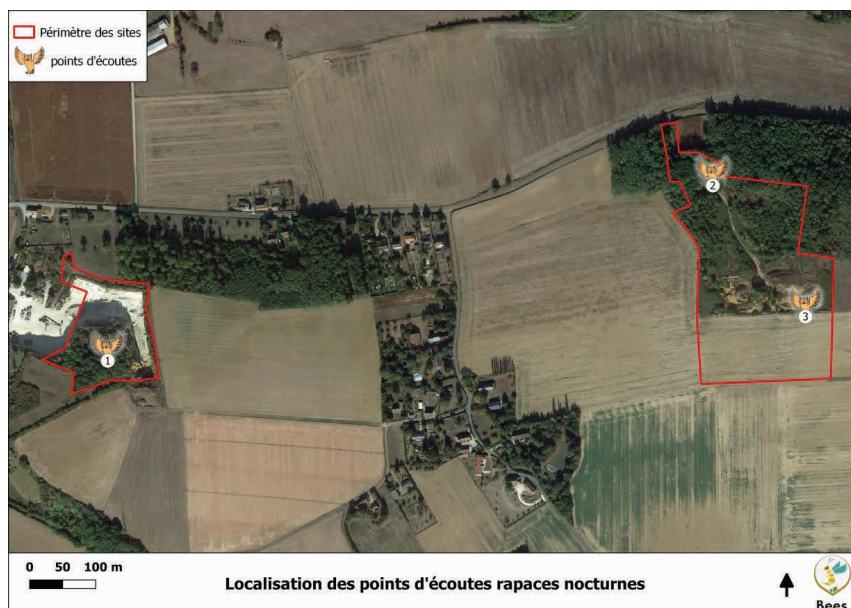 Périmètre des sites
points d'écoutes
2
3
1
0 50 100 m
Localisation des points d'écoutes rapaces nocturnes
Bees